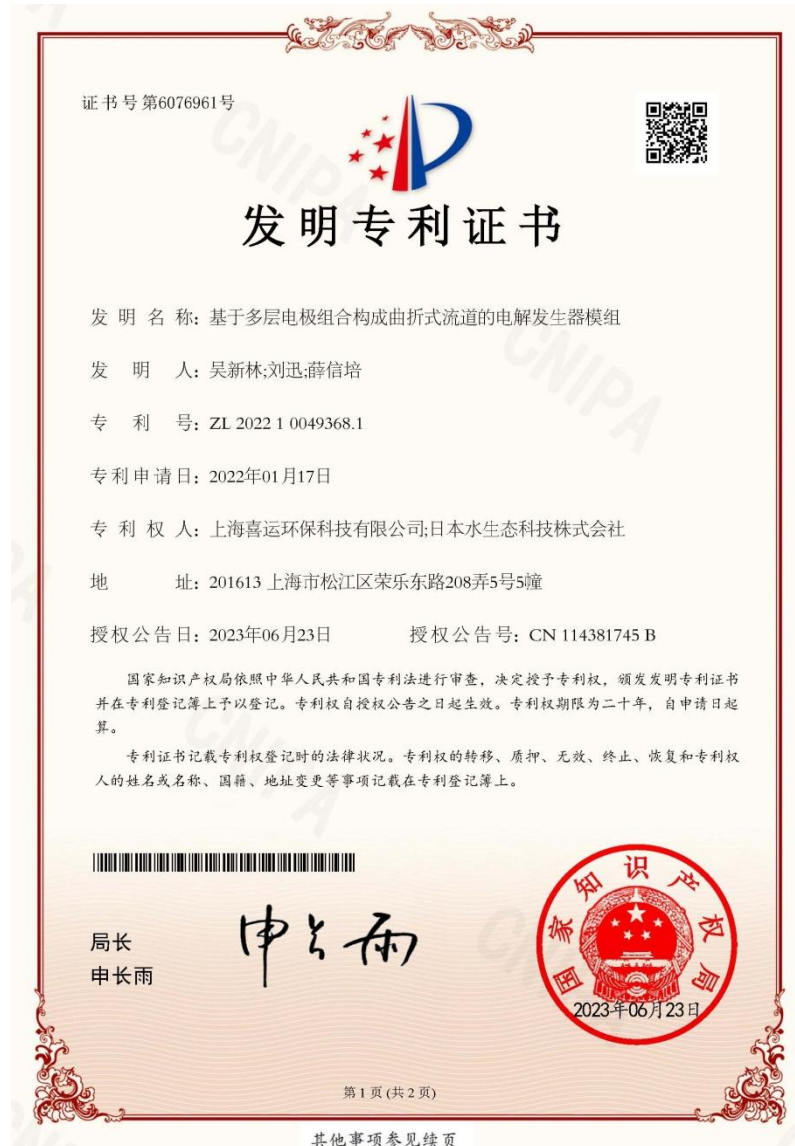 证书号第6076961号
发明专利证书
发明名称：基于多层电极组合构成曲折式流道的电解发生器模组
发明人：吴新林;刘迅;薛信培
专利号：ZL 2022 1 0049368.1
专利申请日：2022年01月17日
专利权人：上海喜运环保科技有限公司;日本水生态科技株式会社
地址：201613 上海市松江区荣乐东路208弄5号5幢
授权公告日：2023年06月23日 授权公告号：CN 114381745 B
国家知识产权局依照中华人民共和国专利法进行审查，决定授予专利权，颁发发明专利证书
并在专利登记簿上予以登记。专利权自授权公告之日起生效。专利权期限为二十年，自申请日起
算。
专利证书记载专利权登记时的法律状况。专利权的转移、质押、无效、终止、恢复和专利权
人的姓名或名称、国籍、地址变更等事项记载在专利登记簿上。
局长
申长雨
申长雨
国家知识产权局
2023年06月23日
第1页(共2页)
其他事项参见续页
CNIPA
CNIPA
CNIPA